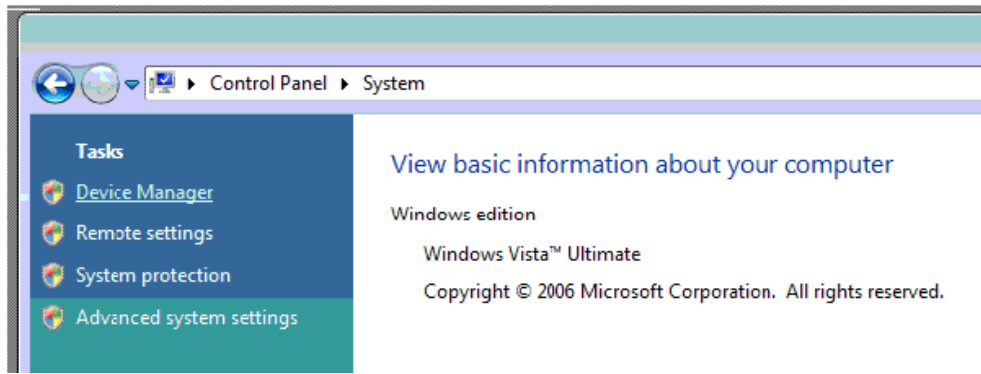 Control Panel System
Tasks
Device Manager
Remote settings
System protection
Advanced system settings
View basic information about your computer
Windows edition
Windows Vista™ Ultimate
Copyright © 2006 Microsoft Corporation. All rights reserved.